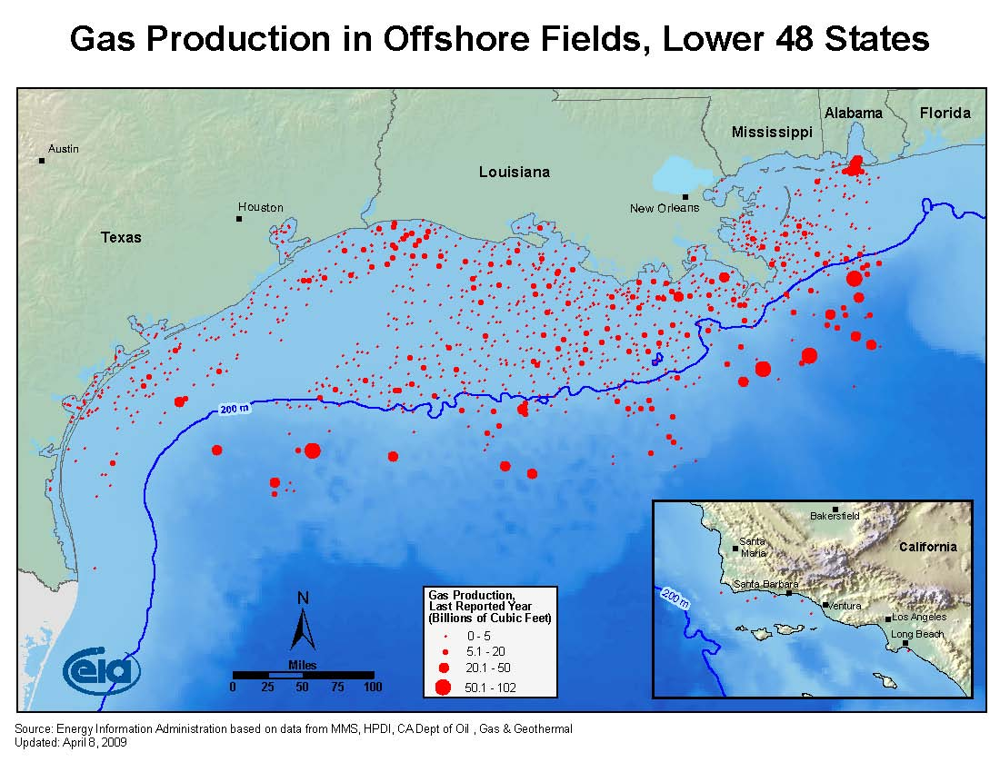 Gas Production in Offshore Fields, Lower 48 States
Alabama
Florida
Mississippi
Austin
Louisiana
New Orleans
Houston
Texas
200 m
Bakersfield
Santa
Maria
California
Santa Barbara
200 m
Ventura
Los Angeles
Long Beach
Gas Production,
Last Reported Year
(Billions of Cubic Feet)
0 - 5
5.1 - 20
20.1 - 50
50.1 - 102
N
Miles
0 25 50 75 100
eia
Source: Energy Information Administration based on data from MMS, HPDI, CA Dept of Oil , Gas & Geothermal
Updated: April 8, 2009